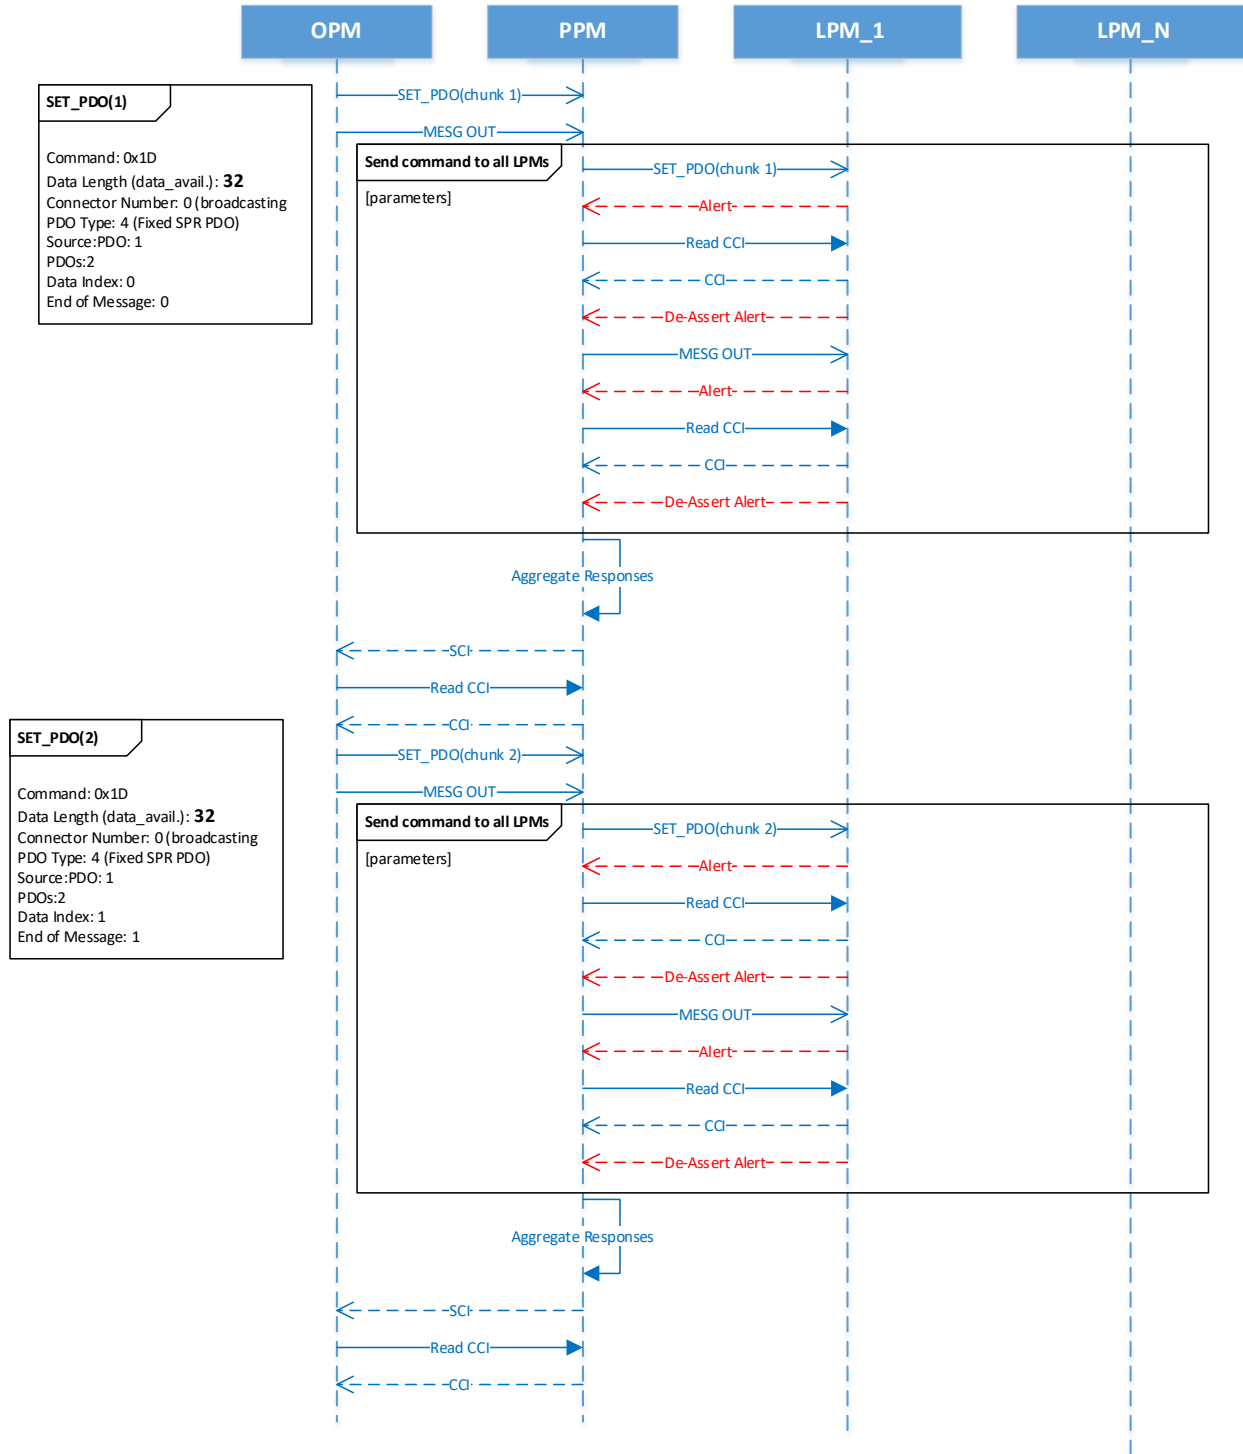 OPM
PPM
LPM_1
LPM_N
SET_PDO(1)
Command: 0x1D
Data Length (data_avail.): 32
Connector Number: 0 (broadcasting
PDO Type: 4 (Fixed SPR PDO)
Source:PDO: 1
PDOs:2
Data Index: 0
End of Message: 0
SET_PDO(chunk 1)
MESG OUT
Send command to all LPMs
[parameters]
SET_PDO(chunk 1)
Alert
Read CCI
CCI
De-Assert Alert
MESG OUT
Alert
Read CCI
CCI
De-Assert Alert
Aggregate Responses
SCI
Read CCI
CCI
SET_PDO(2)
Command: 0x1D
Data Length (data_avail.): 32
Connector Number: 0 (broadcasting
PDO Type: 4 (Fixed SPR PDO)
Source:PDO: 1
PDOs:2
Data Index: 1
End of Message: 1
SET_PDO(chunk 2)
MESG OUT
Send command to all LPMs
[parameters]
SET_PDO(chunk 2)
Alert
Read CCI
CCI
De-Assert Alert
MESG OUT
Alert
Read CCI
CCI
De-Assert Alert
Aggregate Responses
SCI
Read CCI
CCI